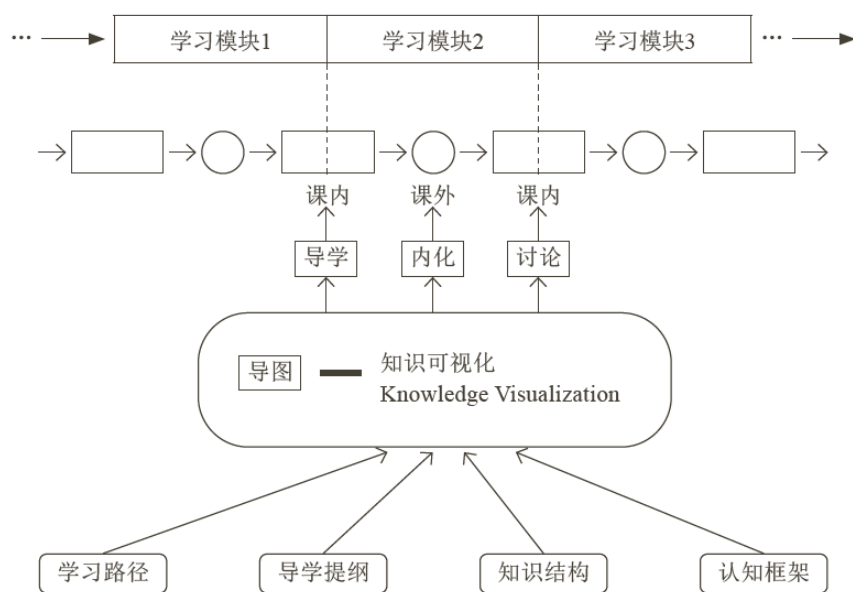 … 学习模块1 学习模块2 学习模块3 …
课内 课外 课内
导学 内化 讨论
导图 知识可视化
Knowledge Visualization
学习路径 导学提纲 知识结构 认知框架